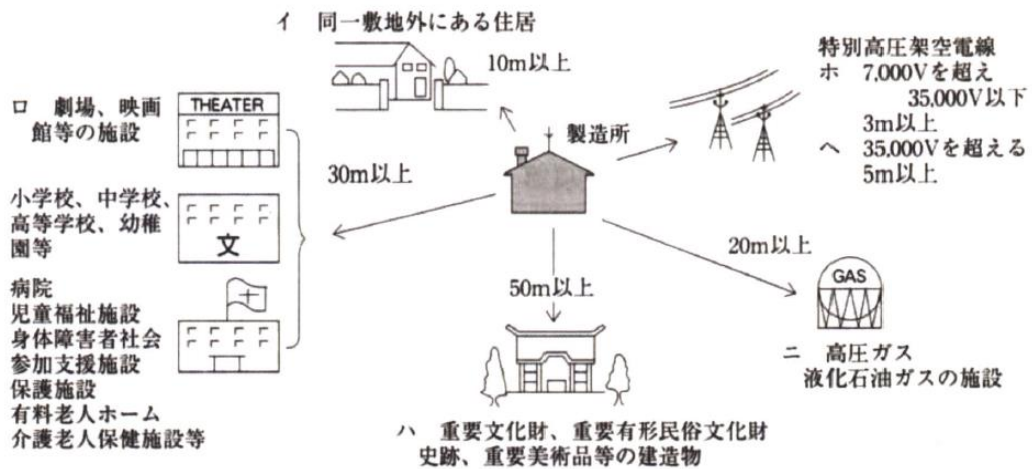 イ 同一敷地外にある住居
10m以上
ロ 劇場、映画
館等の施設
THEATER
小学校、中学校、
高等学校、幼稚
園等
文
病院
児童福祉施設
身体障害者社会
参加支援施設
保護施設
有料老人ホーム
介護老人保健施設等
30m以上
製造所
特別高圧架空電線
ホ 7,000Vを超え
35,000V以下
3m以上
ヘ 35,000Vを超える
5m以上
20m以上
GAS
ニ 高圧ガス
液化石油ガスの施設
50m以上
ハ 重要文化財、重要有形民俗文化財
史跡、重要美術品等の建造物